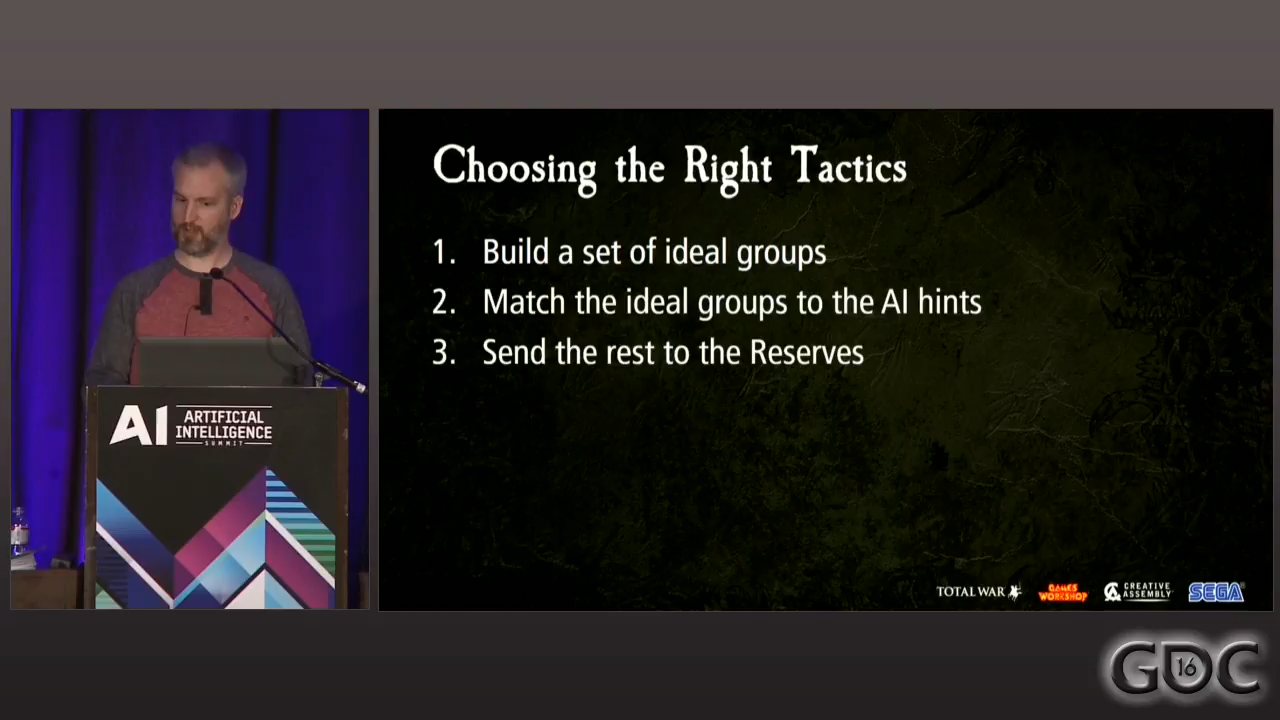 Choosing the Right Tactics
1. Build a set of ideal groups
2. Match the ideal groups to the AI hints
3. Send the rest to the Reserves
AI ARTIFICIAL
INTELLIGENCE
SUMMIT
TOTAL WAR
GAMES
WORKSHOP
CREATIVE
ASSEMBLY
SEGA
GDC
16